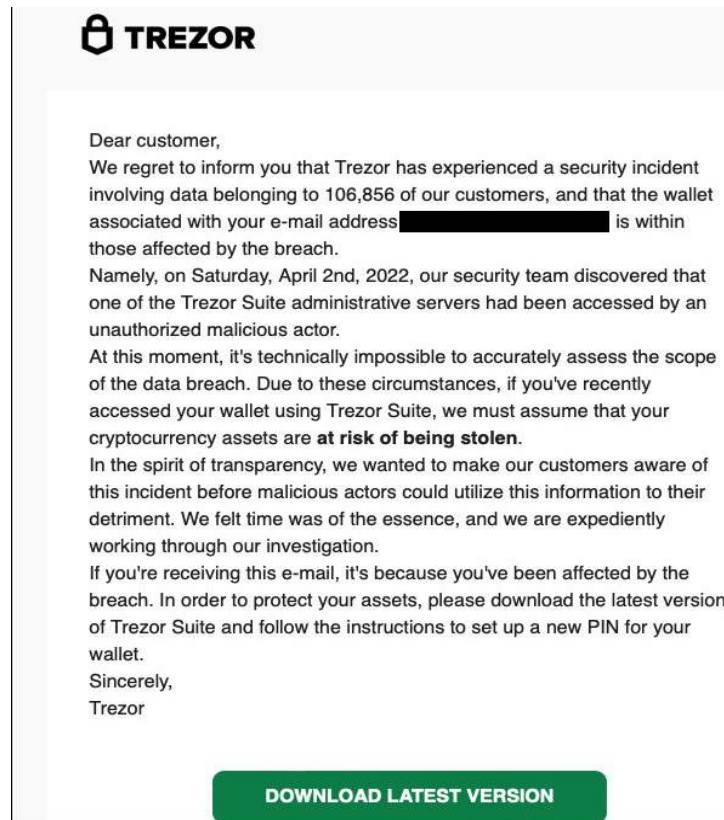 TREZOR
Dear customer,
We regret to inform you that Trezor has experienced a security incident
involving data belonging to 106,856 of our customers, and that the wallet
associated with your e-mail address is within
those affected by the breach.
Namely, on Saturday, April 2nd, 2022, our security team discovered that
one of the Trezor Suite administrative servers had been accessed by an
unauthorized malicious actor.
At this moment, it's technically impossible to accurately assess the scope
of the data breach. Due to these circumstances, if you've recently
accessed your wallet using Trezor Suite, we must assume that your
cryptocurrency assets are at risk of being stolen.
In the spirit of transparency, we wanted to make our customers aware of
this incident before malicious actors could utilize this information to their
detriment. We felt time was of the essence, and we are expediently
working through our investigation.
If you're receiving this e-mail, it's because you've been affected by the
breach. In order to protect your assets, please download the latest version
of Trezor Suite and follow the instructions to set up a new PIN for your
wallet.
Sincerely,
Trezor
DOWNLOAD LATEST VERSION